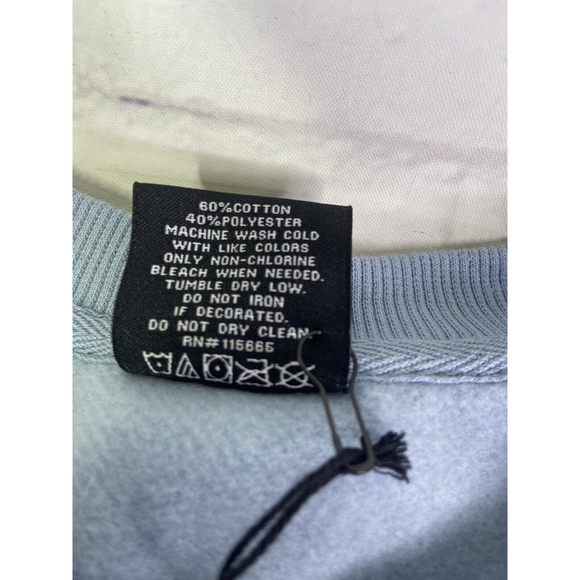 60%COTTON
40%POLYESTER
MACHINE WASH COLD
WITH LIKE COLORS
ONLY NON-CHLORINE
BLEACH WHEN NEEDED.
TUMBLE DRY LOW.
DO NOT IRON
IF DECORATED.
DO NOT DRY CLEAN
RN#115666